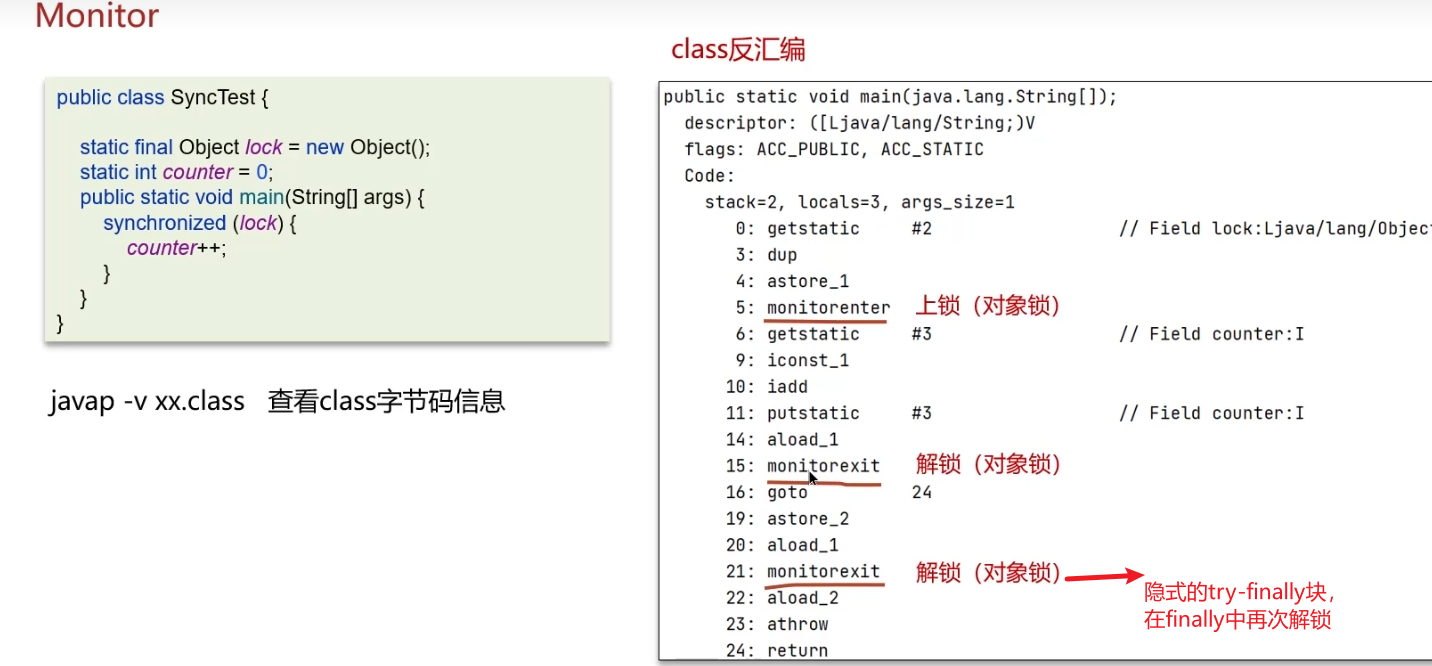 Monitor
public class SyncTest {
static final Object lock = new Object();
static int counter = 0;
public static void main(String[] args) {
synchronized (lock) {
counter++;
}
}
}
javap -v xx.class 查看class字节码信息
class反汇编
public static void main(java.lang.String[]);
descriptor: ([Ljava/lang/String;)V
flags: ACC_PUBLIC, ACC_STATIC
Code:
stack=2, locals=3, args_size=1
0: getstatic #2 // Field lock:Ljava/lang/Object
3: dup
4: astore_1
5: monitorenter 上锁（对象锁）
6: getstatic #3 // Field counter:I
9: iconst_1
10: iadd
11: putstatic #3 // Field counter:I
14: aload_1
15: monitorexit 解锁（对象锁）
16: goto 24
19: astore_2
20: aload_1
21: monitorexit 解锁（对象锁）
22: aload_2
23: athrow
24: return
隐式的try-finally块，
在finally中再次解锁